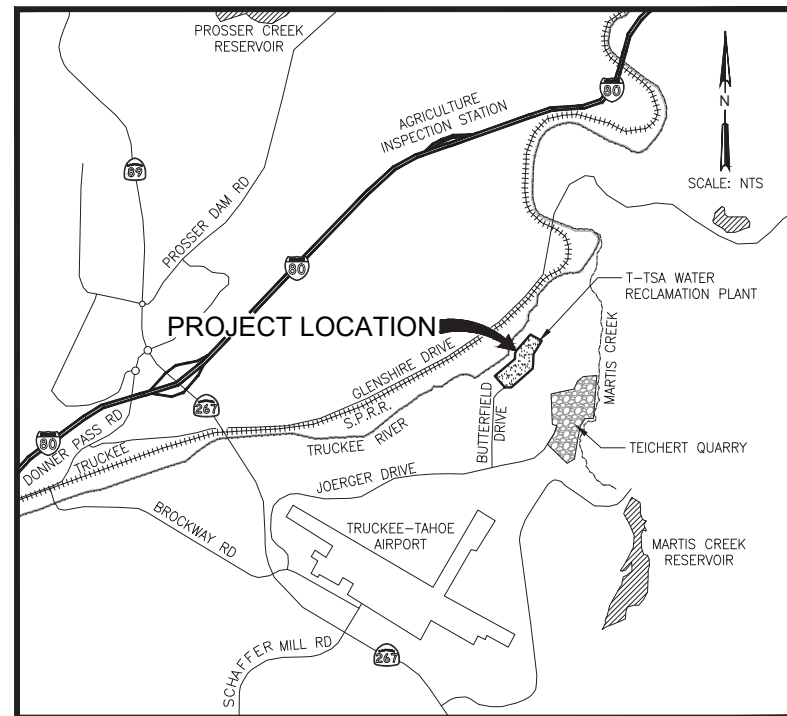 PROSSER CREEK
RESERVOIR
80
AGRICULTURE
INSPECTION STATION
N
SCALE: NTS
89
PROSSER DAM RD
80
T-TSA WATER
RECLAMATION PLANT
PROJECT LOCATION
GLENSHIRE DRIVE
MARTIS CREEK
267
S.P.R.R.
TRUCKEE RIVER
BUTTERFIELD
DRIVE
80
DONNER PASS RD
TRUCKEE
TEICHERT QUARRY
JOERGER DRIVE
BROCKWAY RD
TRUCKEE-TAHOE
AIRPORT
MARTIS CREEK
RESERVOIR
SCHAFFER MILL RD
267